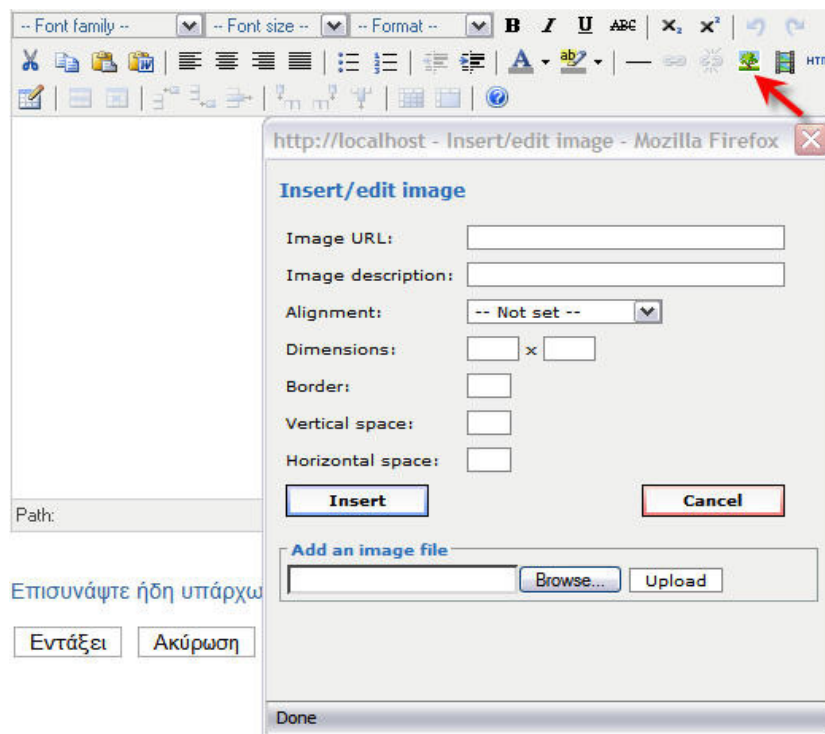 -- Font family -- -- Font size -- -- Format -- B I U ABC x₂ x²
A ab HTM
http://localhost - Insert/edit image - Mozilla Firefox
Insert/edit image
Image URL:
Image description:
Alignment: -- Not set --
Dimensions: x
Border:
Vertical space:
Horizontal space:
Insert Cancel
Path:
Add an image file
Browse... Upload
Επισυνάψτε ήδη υπάρχω
Εντάξει Ακύρωση
Done